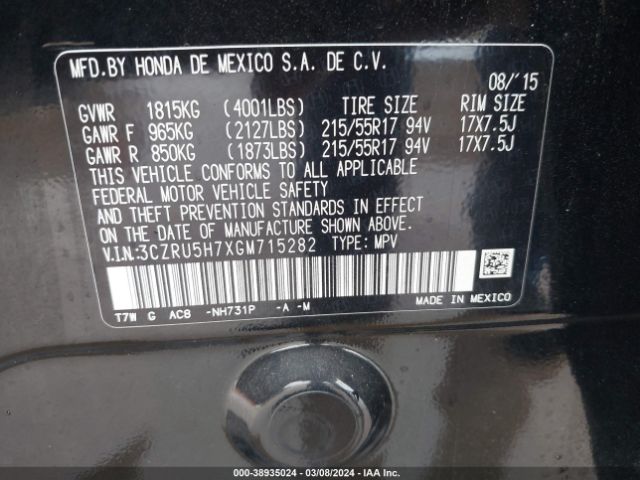 MFD.BY HONDA DE MEXICO S.A. DE C.V.
08/'15
GVWR 1815KG (4001LBS) TIRE SIZE RIM SIZE
GAWR F 965KG (2127LBS) 215/55R17 94V 17X7.5J
GAWR R 850KG (1873LBS) 215/55R17 94V 17X7.5J
THIS VEHICLE CONFORMS TO ALL APPLICABLE
FEDERAL MOTOR VEHICLE SAFETY
AND THEFT PREVENTION STANDARDS IN EFFECT
ON THE DATE OF MANUFACTURE SHOWN ABOVE.
V.I.N:3CZRU5H7XGM715282 TYPE: MPV
T7W G AC8 -NH731P -A -M MADE IN MEXICO
000-38935024 - 03/08/2024 - IAA Inc.